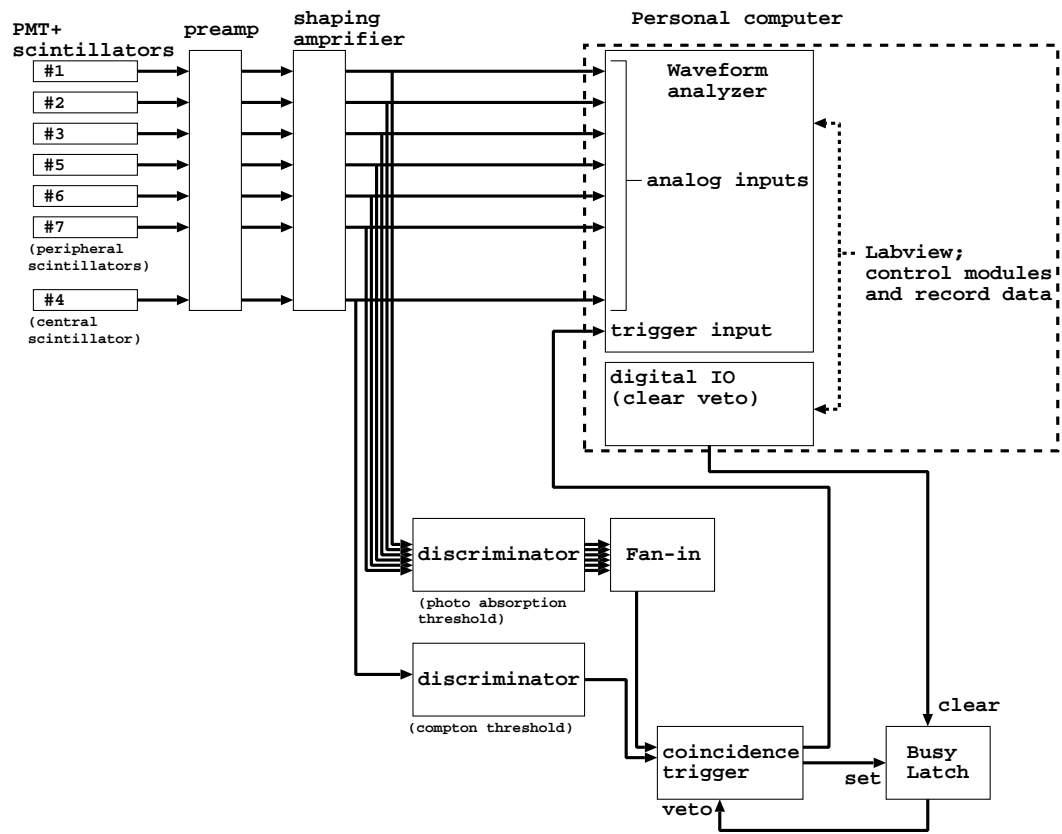 PMT+
scintillators
preamp
shaping
amprifier
Personal computer
#1
#2
#3
#5
#6
#7
(peripheral
scintillators)
#4
(central
scintillator)
Waveform
analyzer
analog inputs
trigger input
digital IO
(clear veto)
Labview;
control modules
and record data
discriminator
(photo absorption
threshold)
Fan-in
discriminator
(compton threshold)
coincidence
trigger
veto
set
clear
Busy
Latch